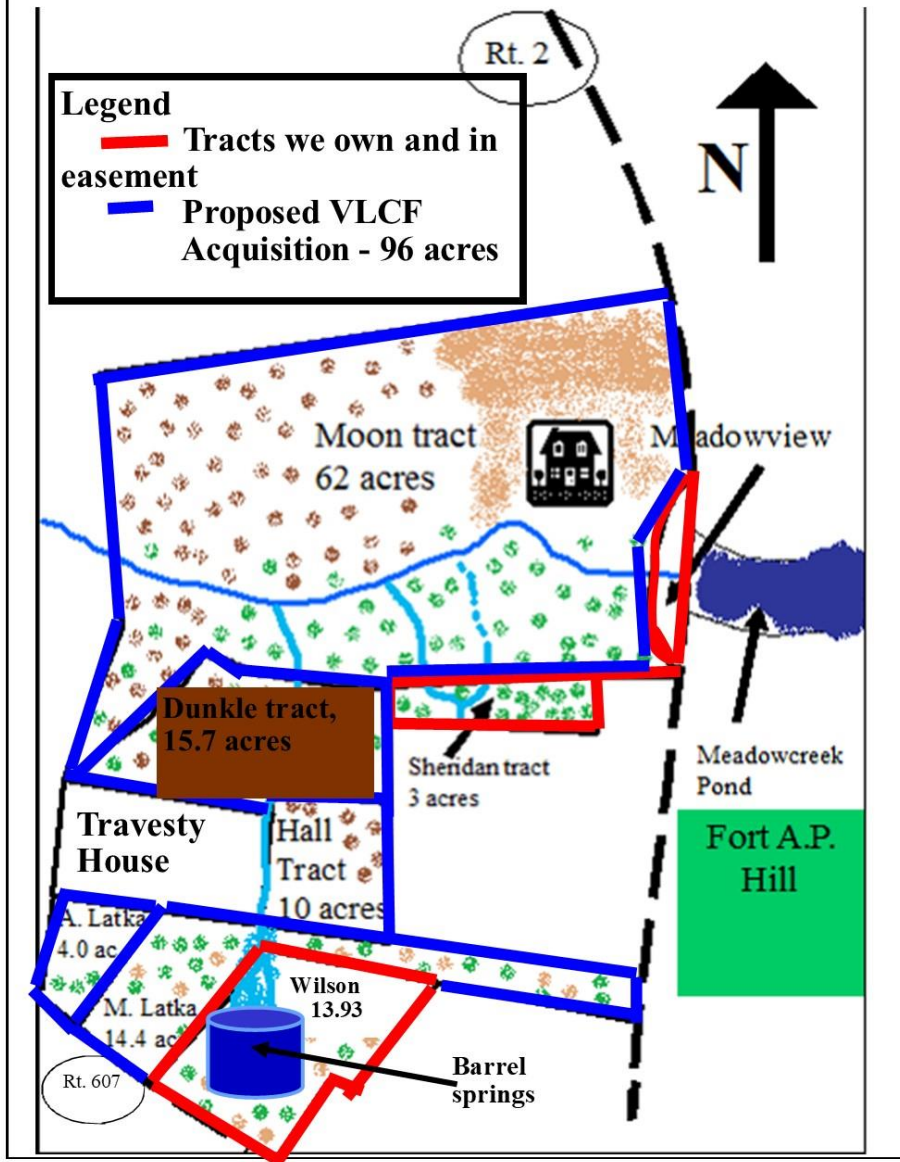 Rt. 2
Legend
Tracts we own and in
easement
Proposed VLCF
Acquisition - 96 acres
N
Moon tract
62 acres
Meadowview
Dunkle tract,
15.7 acres
Sheridan tract
3 acres
Meadowcreek
Pond
Travesty
House
Hall
Tract
10 acres
Fort A.P.
Hill
A. Latka
4.0 ac
M. Latka
14.4 ac
Wilson
13.93
Rt. 607
Barrel
springs